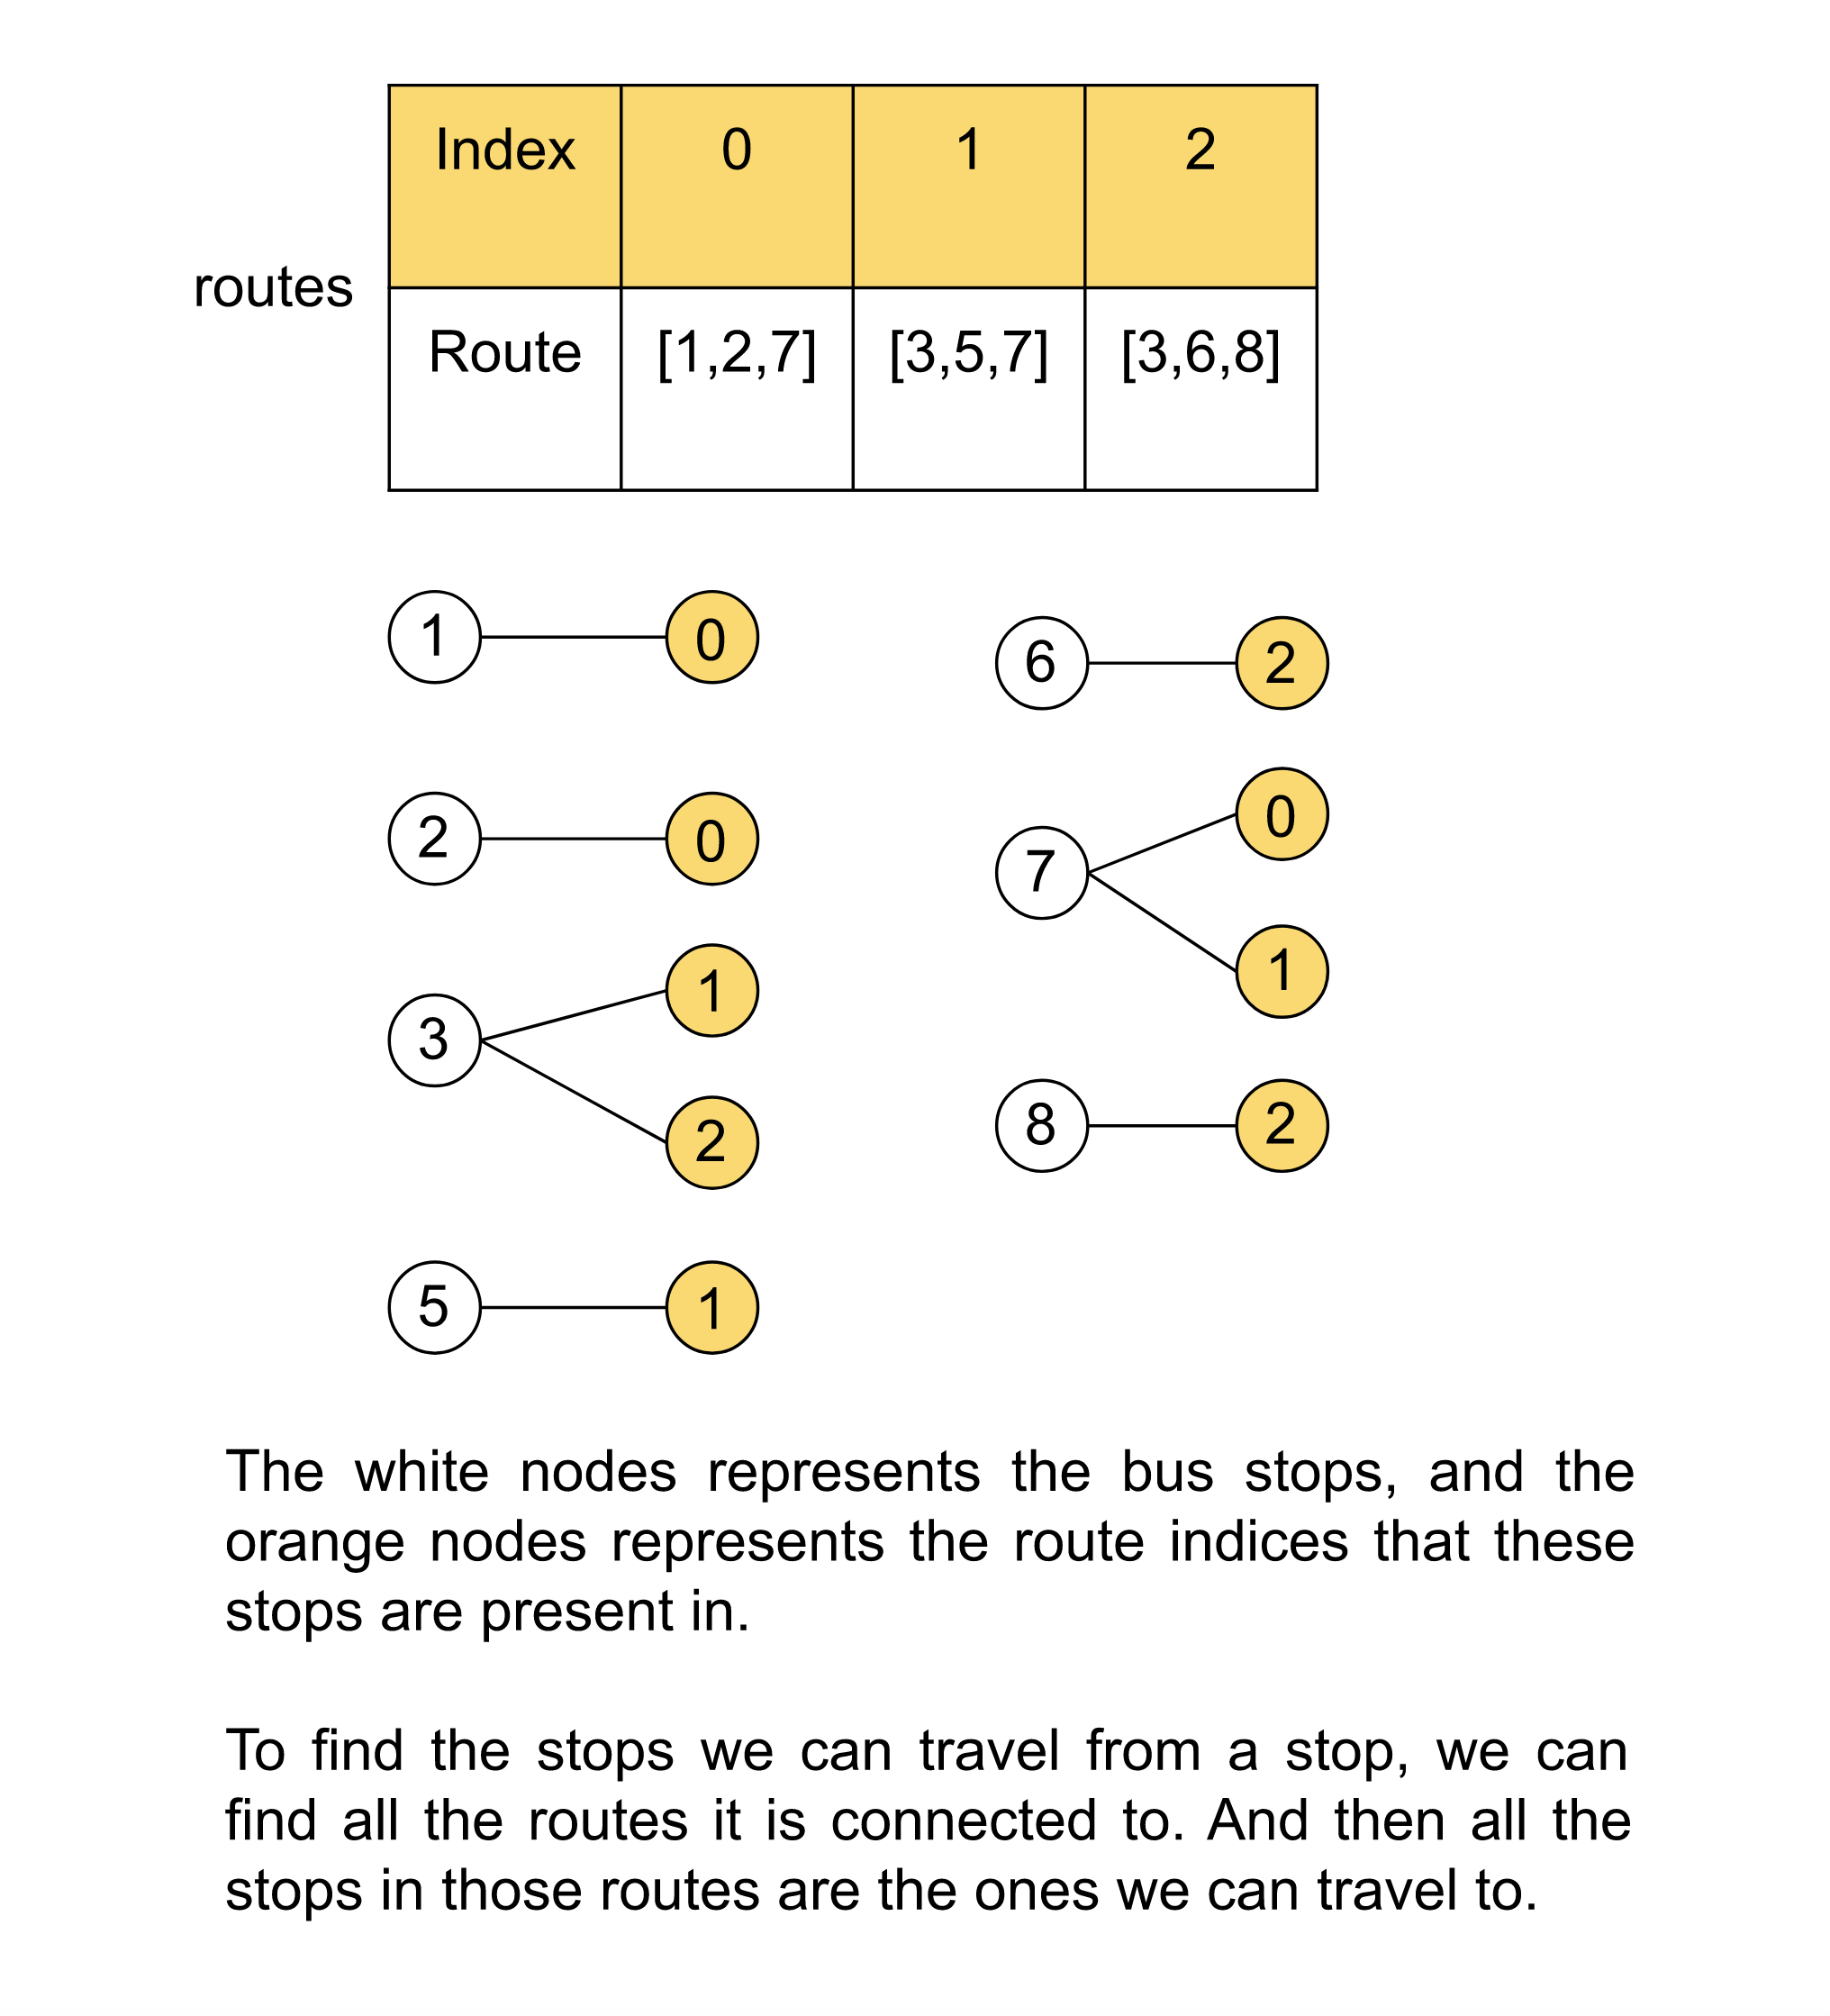 Index 0 1 2
routes
Route [1,2,7] [3,5,7] [3,6,8]
1 0
6 2
2 0
7 0
1
3 1
2
8 2
5 1
The white nodes represents the bus stops, and the
orange nodes represents the route indices that these
stops are present in.
To find the stops we can travel from a stop, we can
find all the routes it is connected to. And then all the
stops in those routes are the ones we can travel to.